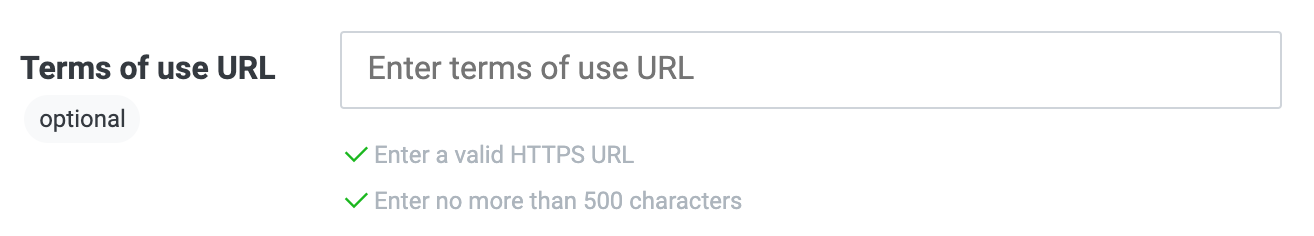 Terms of use URL
optional
Enter terms of use URL
Enter a valid HTTPS URL
Enter no more than 500 characters